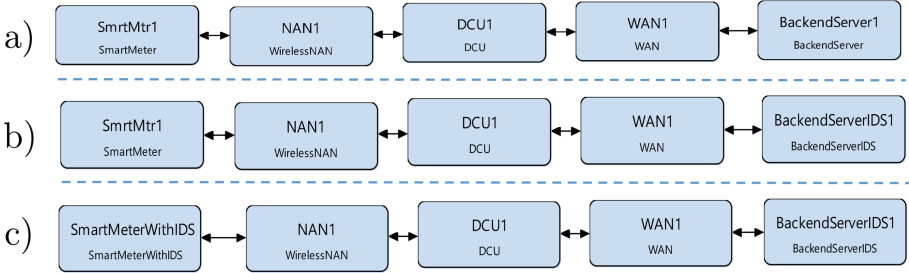 a)
SmrtMtr1
SmartMeter
NAN1
WirelessNAN
DCU1
DCU
WAN1
WAN
BackendServer1
BackendServer
b)
SmrtMtr1
SmartMeter
NAN1
WirelessNAN
DCU1
DCU
WAN1
WAN
BackendServerIDS1
BackendServerIDS
c)
SmartMeterWithIDS
SmartMeterWithIDS
NAN1
WirelessNAN
DCU1
DCU
WAN1
WAN
BackendServerIDS1
BackendServerIDS